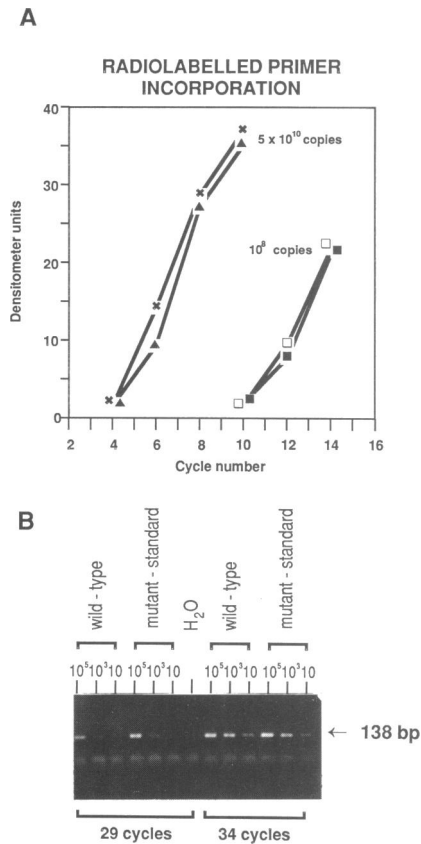 A
RADIOLABELLED PRIMER
INCORPORATION
40
30
20
10
0
Densitometer units
5 x 10¹⁰ copies
10⁸ copies
2 4 6 8 10 12 14 16
Cycle number
B
wild - type
mutant - standard
H₂O
wild - type
mutant - standard
10⁵ 10³ 10 10⁵ 10³ 10 10⁵ 10³ 10 10⁵ 10³ 10
← 138 bp
29 cycles 34 cycles